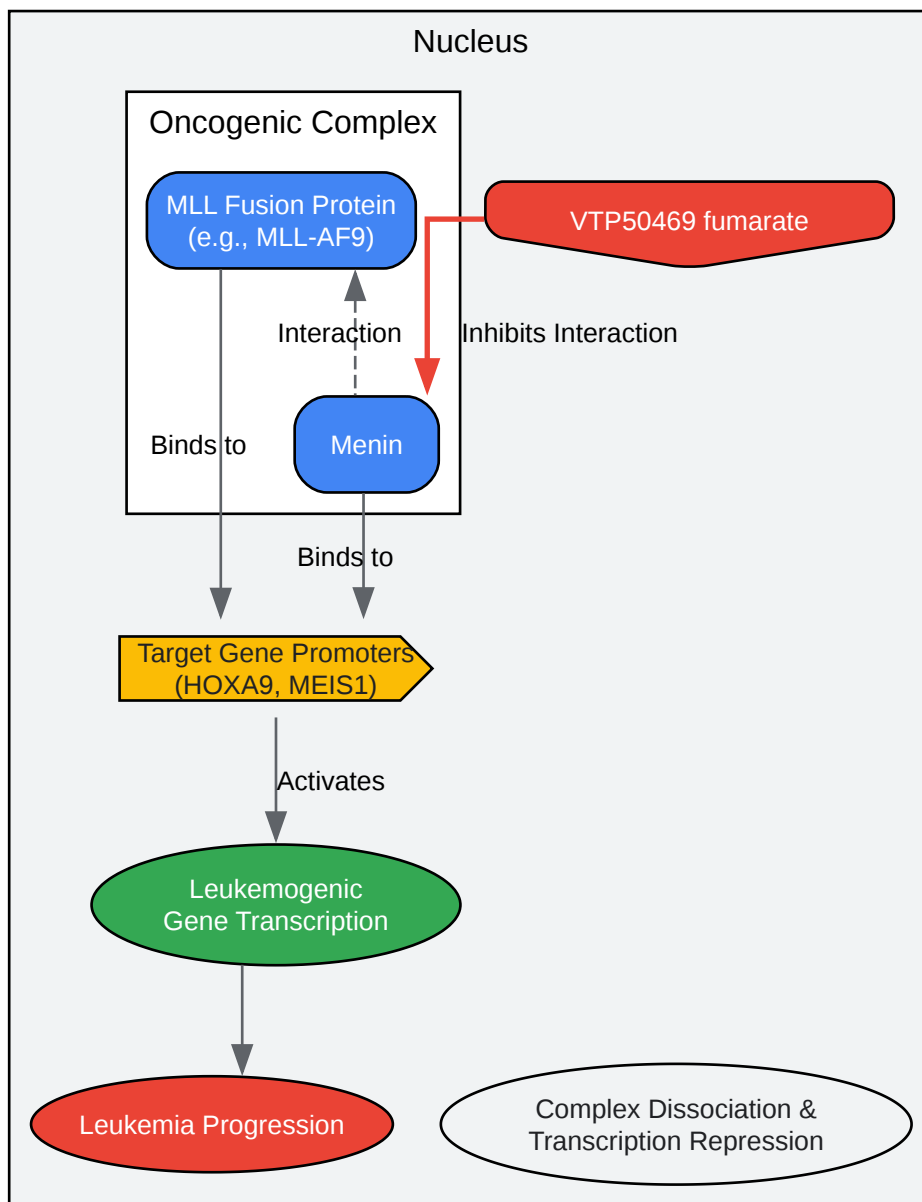 Nucleus
Oncogenic Complex
MLL Fusion Protein
(e.g., MLL-AF9)
VTP50469 fumarate
Interaction
Inhibits Interaction
Menin
Binds to
Binds to
Target Gene Promoters
(HOXA9, MEIS1)
Activates
Leukemogenic
Gene Transcription
Leukemia Progression
Complex Dissociation &
Transcription Repression